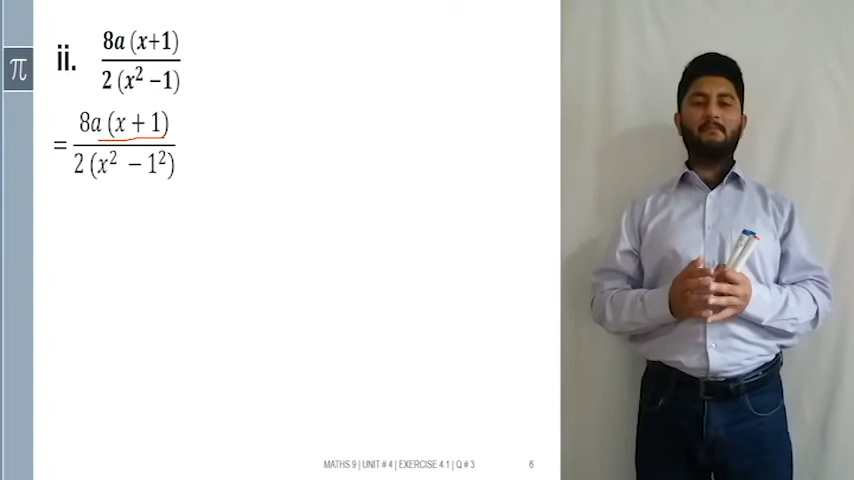 π
ii. 8a (x+1) / 2 (x² −1)
= 8a (x + 1) / 2 (x² − 1²)
MATHS 9 | UNIT # 4 | EXERCISE 4.1 | Q # 3 6